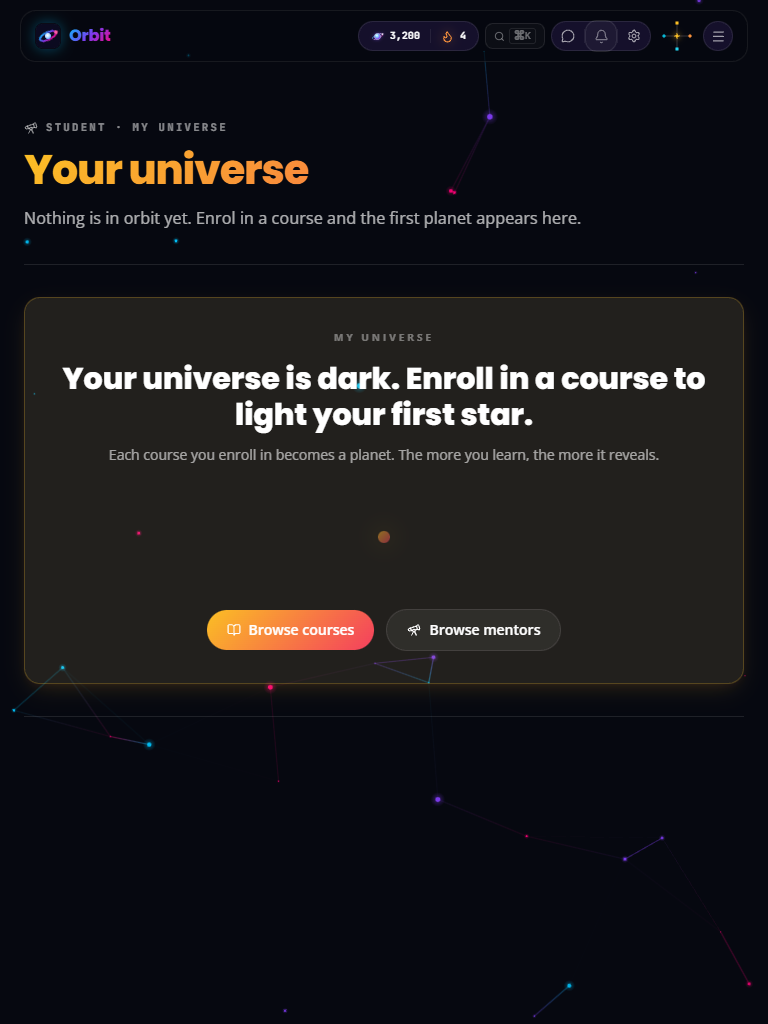 Orbit
3,200 4 ⌘K
STUDENT · MY UNIVERSE
Your universe
Nothing is in orbit yet. Enrol in a course and the first planet appears here.
MY UNIVERSE
Your universe is dark. Enroll in a course to
light your first star.
Each course you enroll in becomes a planet. The more you learn, the more it reveals.
Browse courses Browse mentors